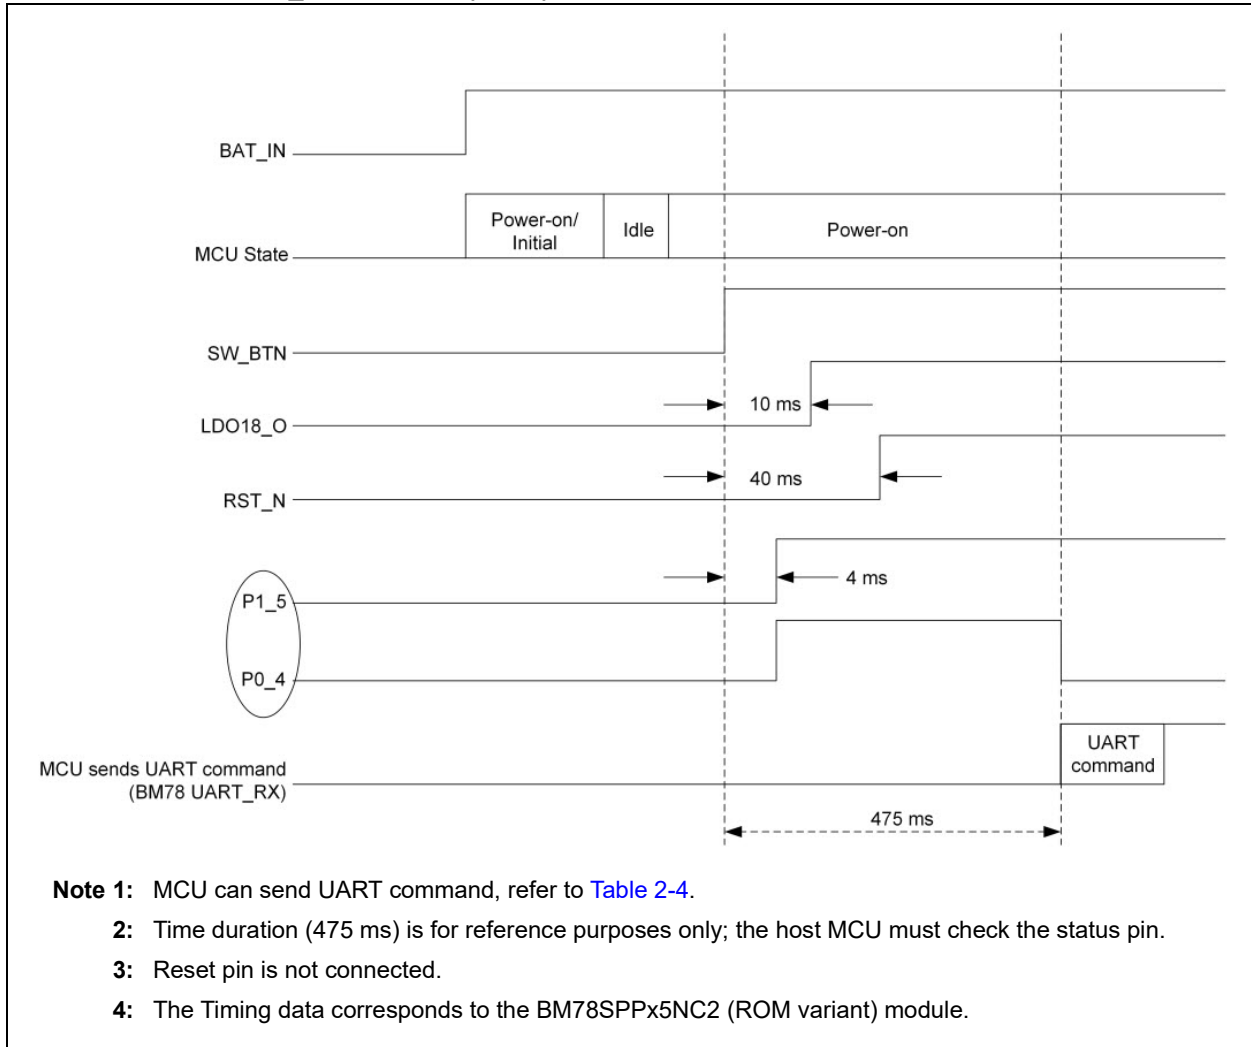 BAT_IN
Power-on/
Initial
Idle
Power-on
MCU State
SW_BTN
10 ms
LDO18_O
40 ms
RST_N
4 ms
P1_5
P0_4
UART
command
MCU sends UART command
(BM78 UART_RX)
475 ms
Note 1: MCU can send UART command, refer to Table 2-4.
2: Time duration (475 ms) is for reference purposes only; the host MCU must check the status pin.
3: Reset pin is not connected.
4: The Timing data corresponds to the BM78SPPx5NC2 (ROM variant) module.